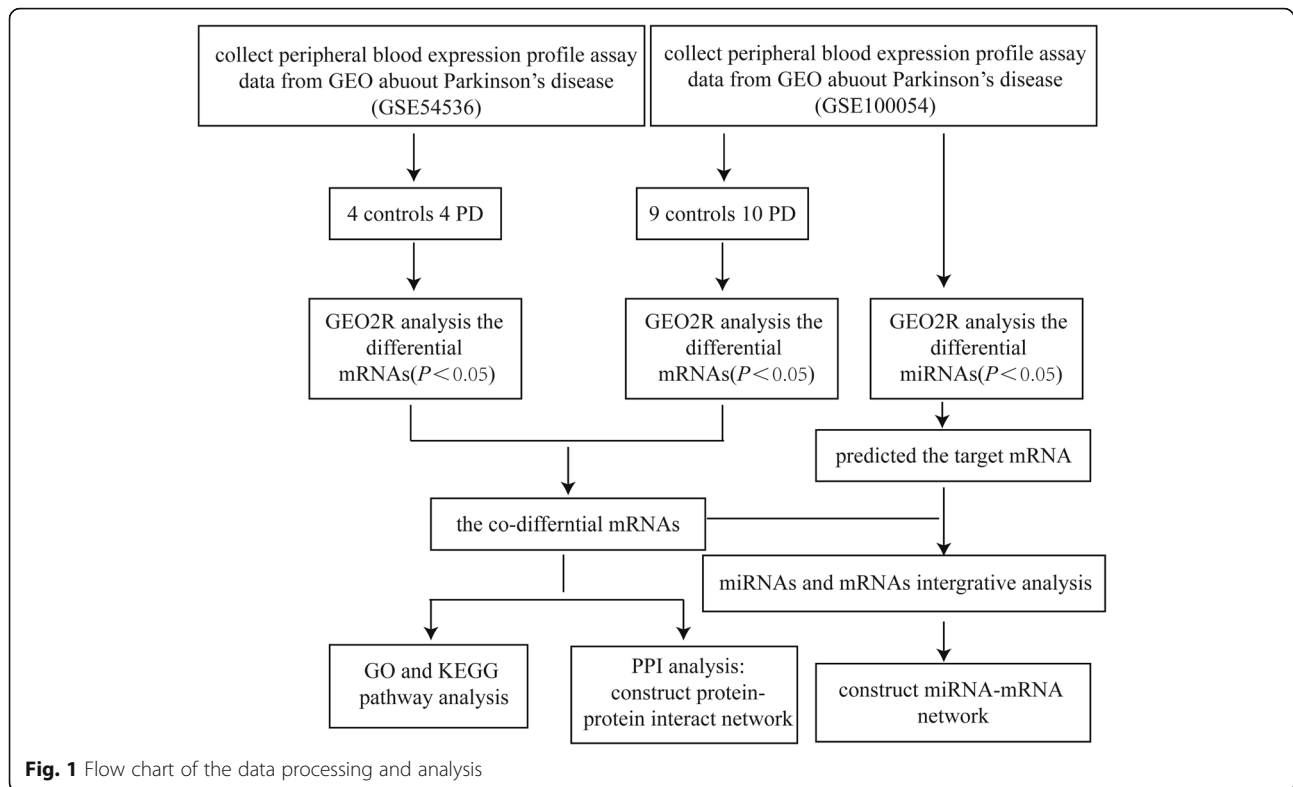 collect peripheral blood expression profile assay
data from GEO abuout Parkinson's disease
(GSE54536)
collect peripheral blood expression profile assay
data from GEO abuout Parkinson's disease
(GSE100054)
4 controls 4 PD
9 controls 10 PD
GEO2R analysis the
differential
mRNAs(P<0.05)
GEO2R analysis the
differential
mRNAs(P<0.05)
GEO2R analysis the
differential
miRNAs(P<0.05)
predicted the target mRNA
the co-differntial mRNAs
miRNAs and mRNAs intergrative analysis
GO and KEGG
pathway analysis
PPI analysis:
construct protein-
protein interact network
construct miRNA-mRNA
network
Fig. 1 Flow chart of the data processing and analysis